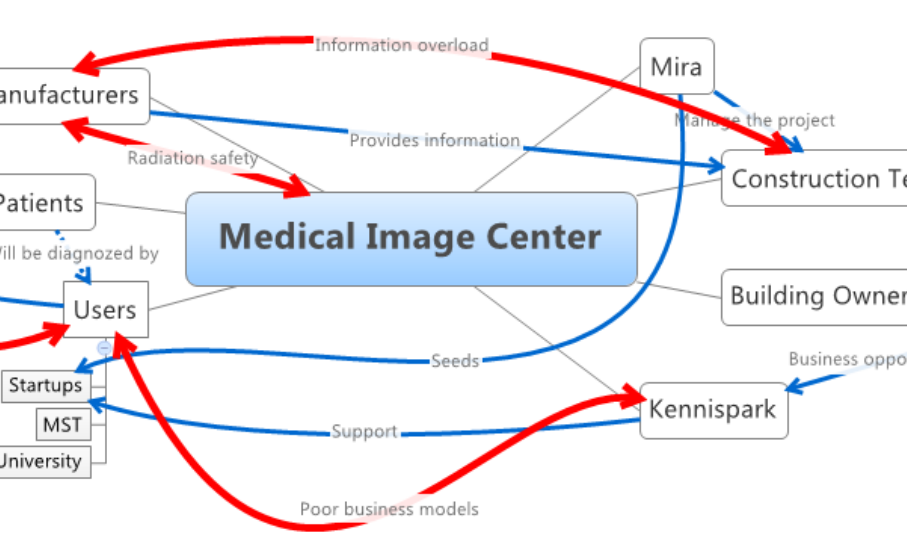 Information overload
Mira
anufacturers
Manage the project
Provides information
Radiation safety
Construction Te
Patients
Medical Image Center
ill be diagnozed by
Building Owner
Users
Seeds
Business oppo
Startups
Kennispark
MST
Support
University
Poor business models